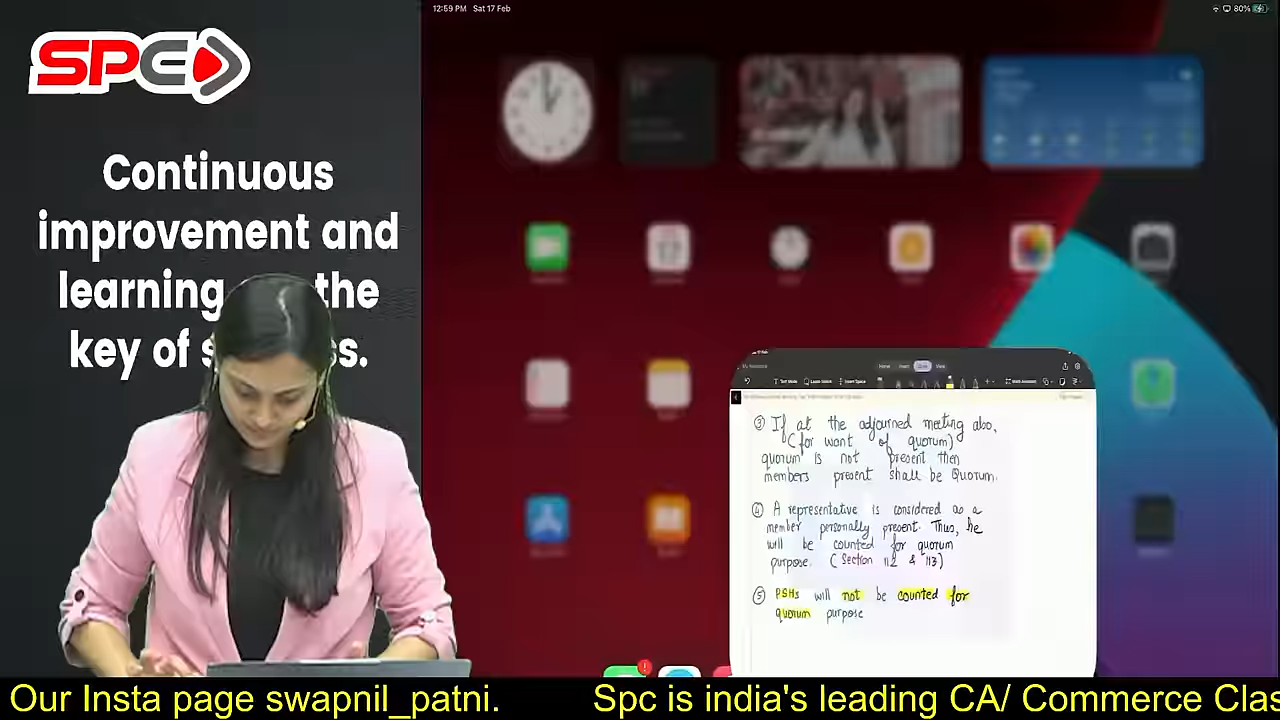 12:59 PM Sat 17 Feb
80%
SPC
Continuous
improvement and
learning the
key of s ss.
③ If at the adjourned meeting also,
(for want of quorum)
quorum is not present then
members present shall be Quorum.
④ A representative is considered as a
member personally present. Thus, he
will be counted for quorum
purpose. (Section 112 & 113)
⑤ PSHs will not be counted for
quorum purpose
Our Insta page swapnil_patni. Spc is india's leading CA/ Commerce Clas